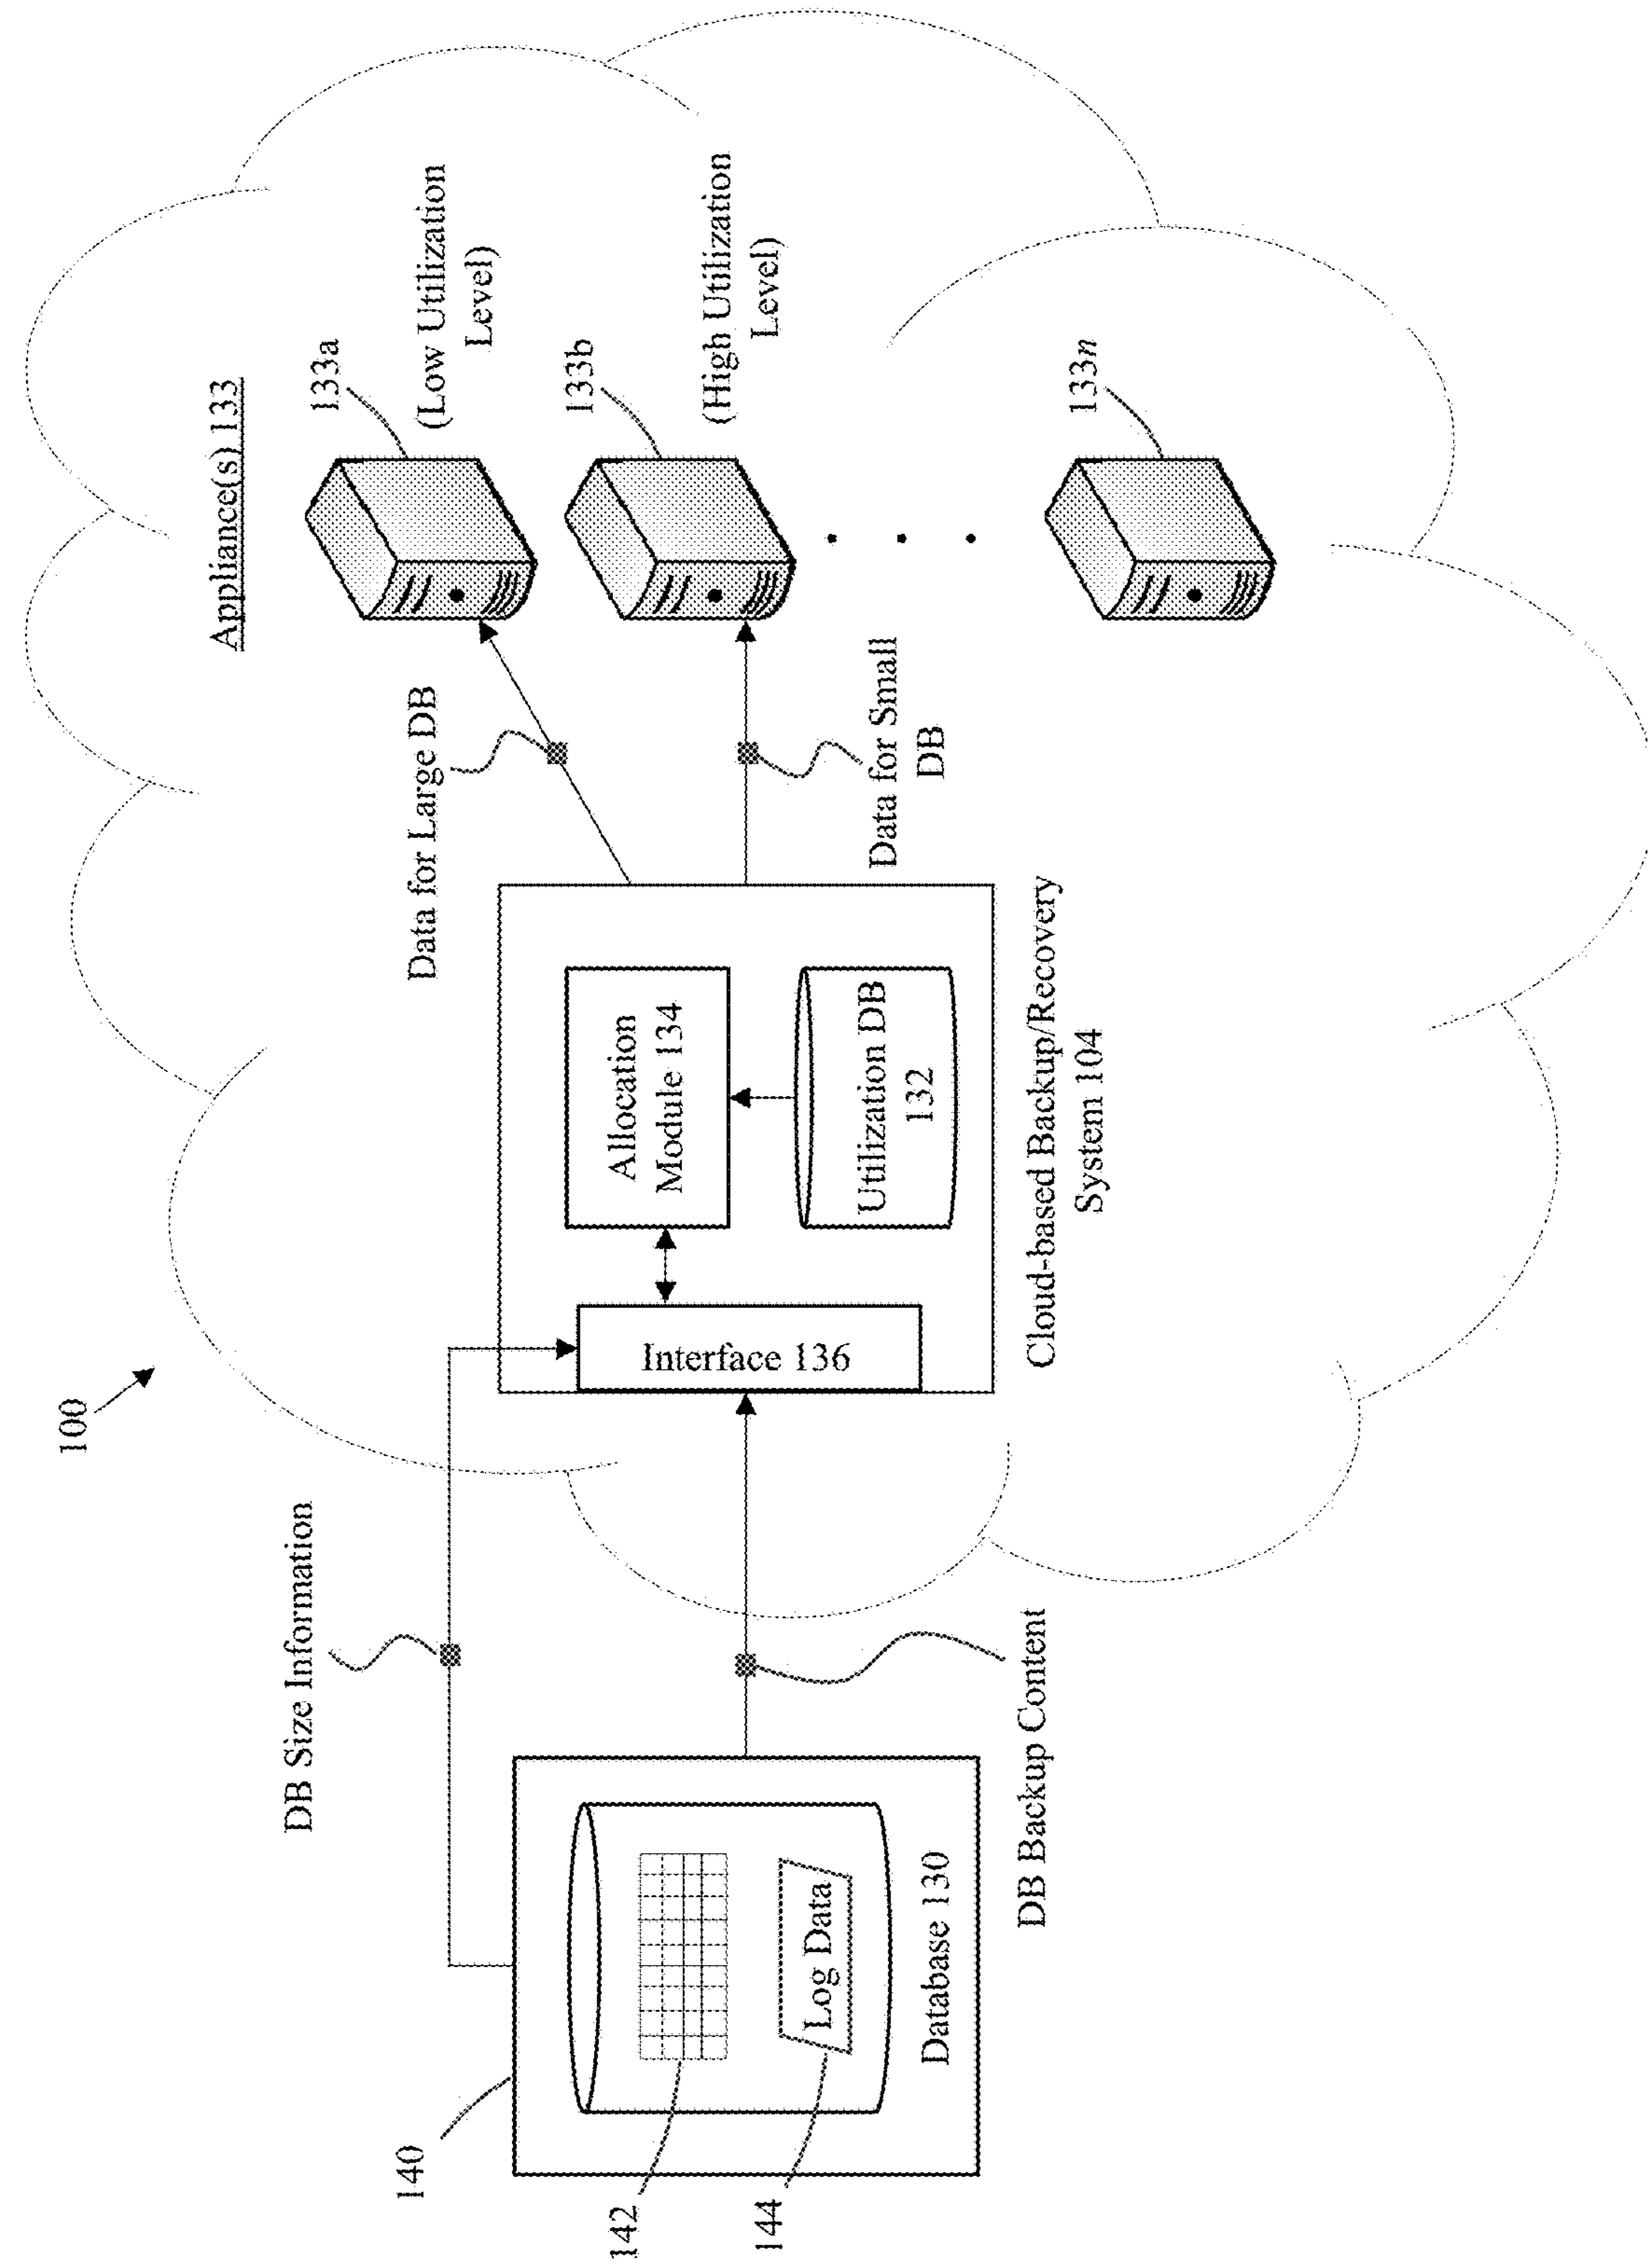 100
Appliance(s) 133
133a
(Low Utilization
Level)
133b
(High Utilization
Level)
133n
Data for Large DB
Data for Small
DB
DB Size Information
Allocation
Module 134
Utilization DB
132
Interface 136
Cloud-based Backup/Recovery
System 104
DB Backup Content
140
142
144
Log Data
Database 130